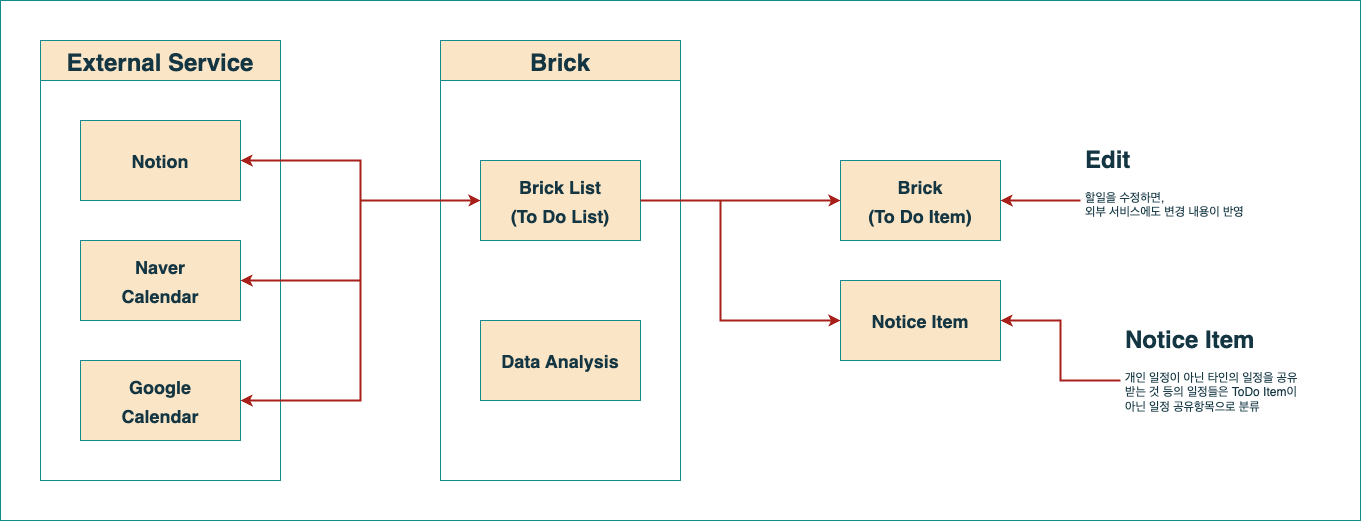 External Service
Notion
Naver
Calendar
Google
Calendar
Brick
Brick List
(To Do List)
Data Analysis
Brick
(To Do Item)
Notice Item
Edit
할일을 수정하면,
외부 서비스에도 변경 내용이 반영
Notice Item
개인 일정이 아닌 타인의 일정을 공유
받는 것 등의 일정들은 ToDo Item이
아닌 일정 공유항목으로 분류